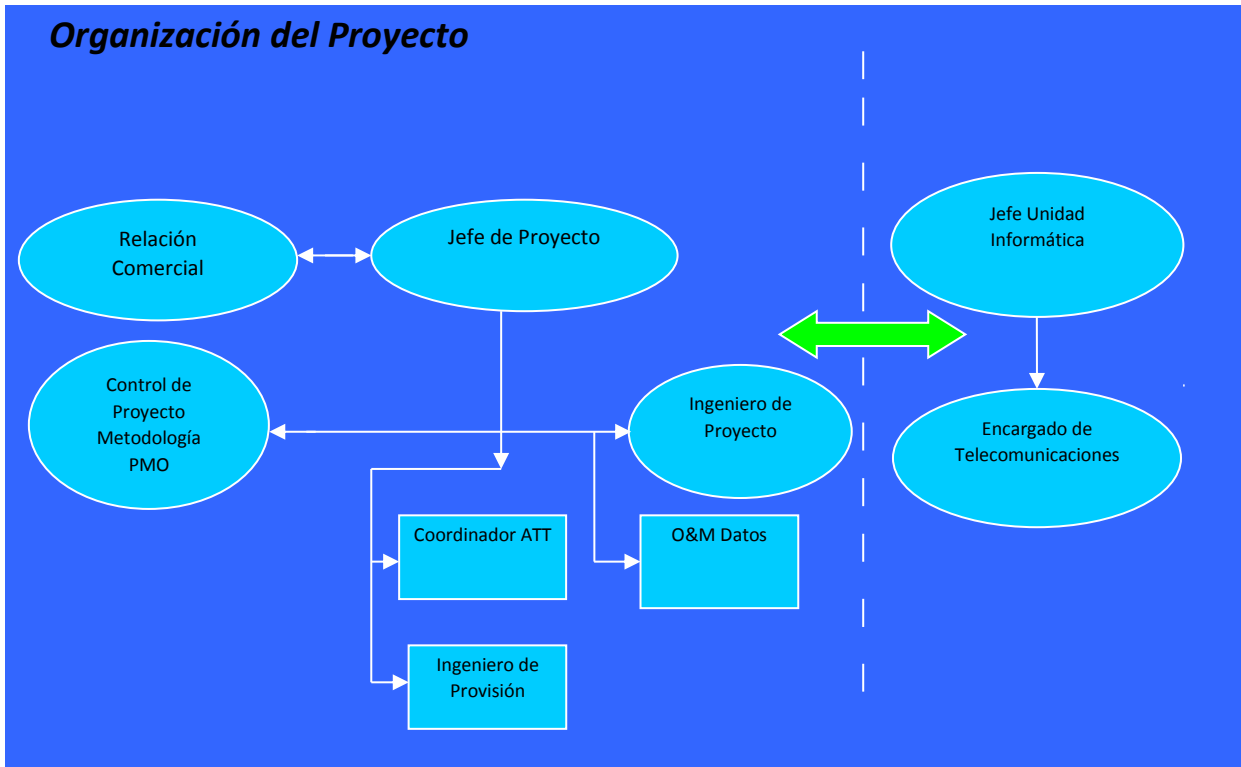 Organización del Proyecto
Relación
Comercial
Jefe de Proyecto
Jefe Unidad
Informática
Control de
Proyecto
Metodología
PMO
Ingeniero de
Proyecto
Encargado de
Telecomunicaciones
Coordinador ATT
O&M Datos
Ingeniero de
Provisión